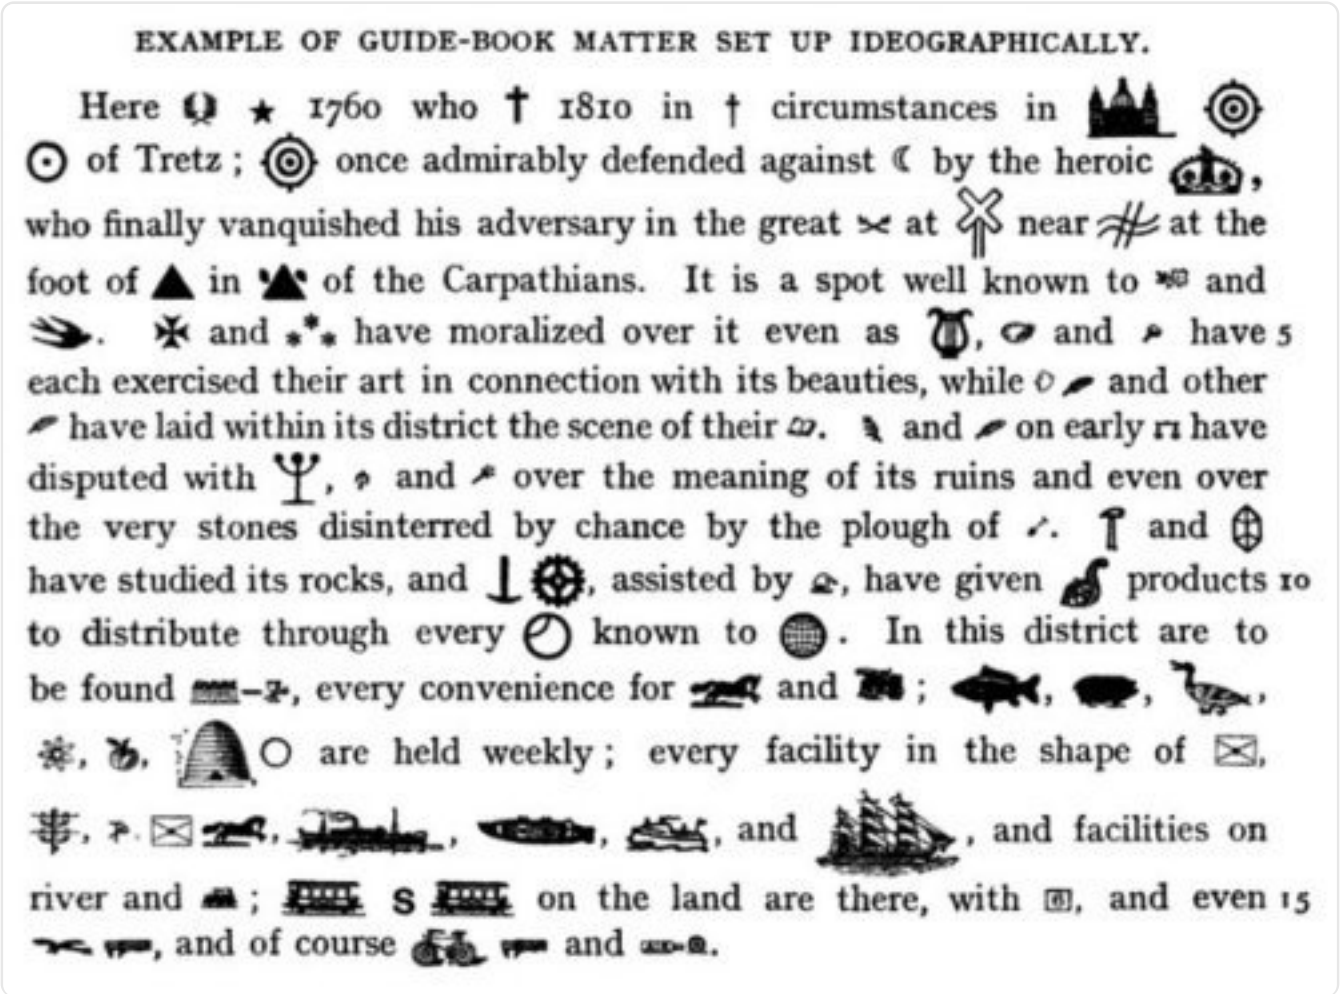 EXAMPLE OF GUIDE-BOOK MATTER SET UP IDEOGRAPHICALLY.
Here ★ 1760 who † 1810 in † circumstances in
of Tretz; once admirably defended against ☾ by the heroic ,
who finally vanquished his adversary in the great at near at the
foot of ▲ in of the Carpathians. It is a spot well known to and
. ✠ and have moralized over it even as , and have 5
each exercised their art in connection with its beauties, while and other
have laid within its district the scene of their . and on early have
disputed with , and over the meaning of its ruins and even over
the very stones disinterred by chance by the plough of . and
have studied its rocks, and , assisted by , have given products 10
to distribute through every known to . In this district are to
be found –, every convenience for and ; , , ,
, , are held weekly; every facility in the shape of ,
, . , , , , and , and facilities on
river and ; S on the land are there, with , and even 15
, and of course and .